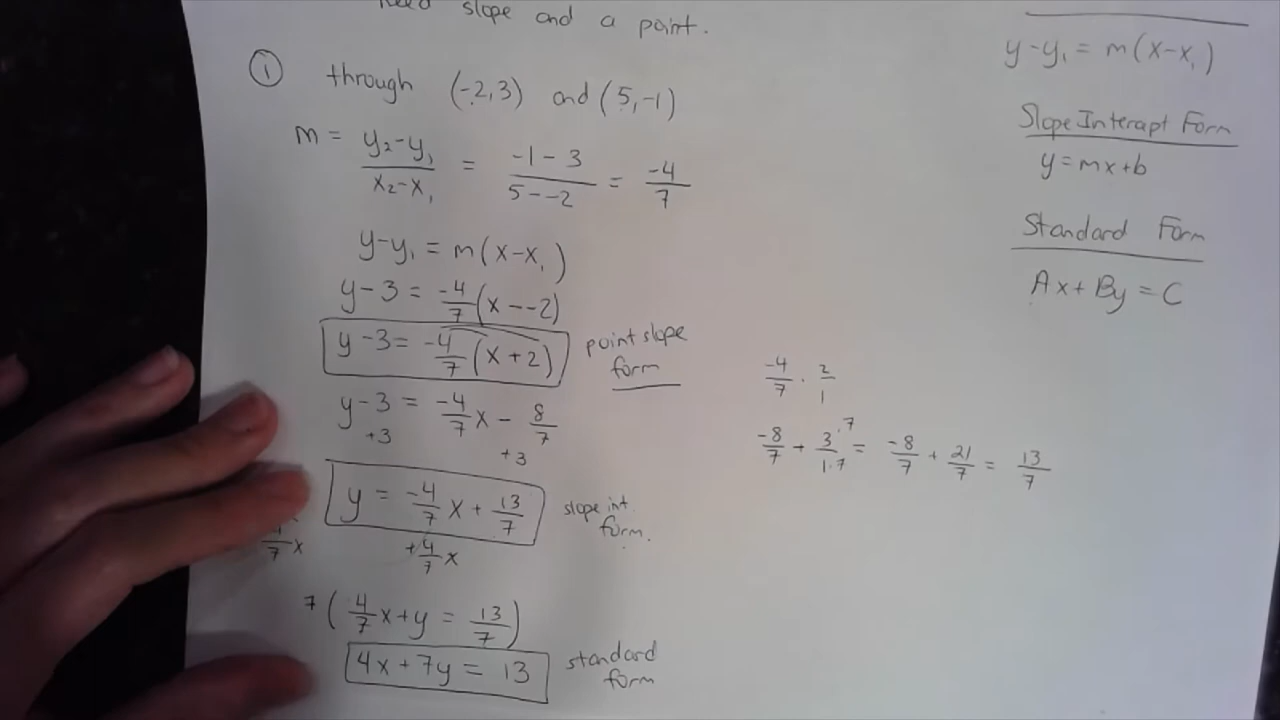 need slope and a point.
① through (-2,3) and (5,-1)
m = y₂-y₁ / x₂-x₁ = -1-3 / 5--2 = -4/7
y-y₁ = m(x-x₁)
y-3 = -4/7 (x--2)
y-3 = -4/7 (x+2) point slope form
y-3 = -4/7 x - 8/7
+3 +3
y = -4/7 x + 13/7 slope int. form.
/7 x +4/7 x
7 ( 4/7 x + y = 13/7 )
4x + 7y = 13 standard form
-4/7 · 2/1
-8/7 + 3·7/1·7 = -8/7 + 21/7 = 13/7
y-y₁ = m(x-x₁)
Slope Intercept Form
y = mx+b
Standard Form
Ax + By = C